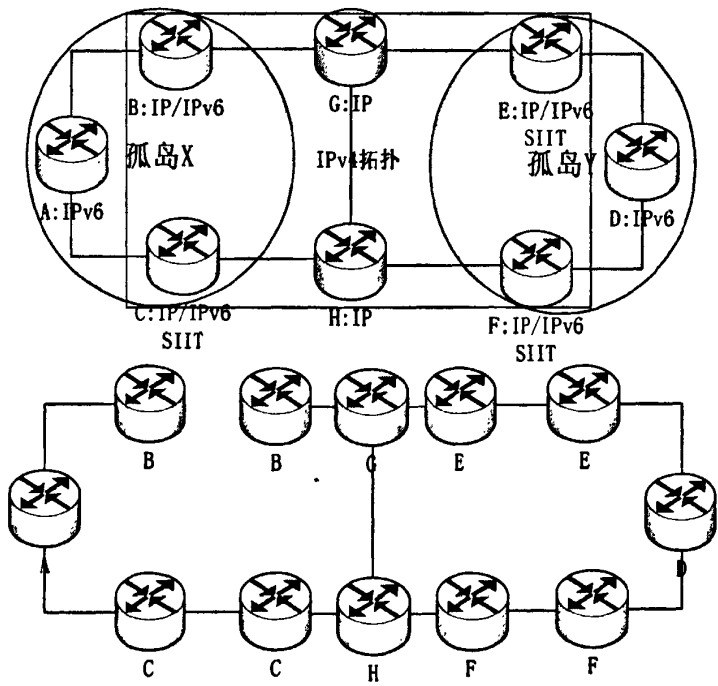 B:IP/IPv6
G:IP
E:IP/IPv6
SIIT
孤岛X
IPv4拓扑
孤岛Y
A:IPv6
D:IPv6
C:IP/IPv6
SIIT
H:IP
F:IP/IPv6
SIIT
B
B
G
E
E
A
D
C
C
H
F
F